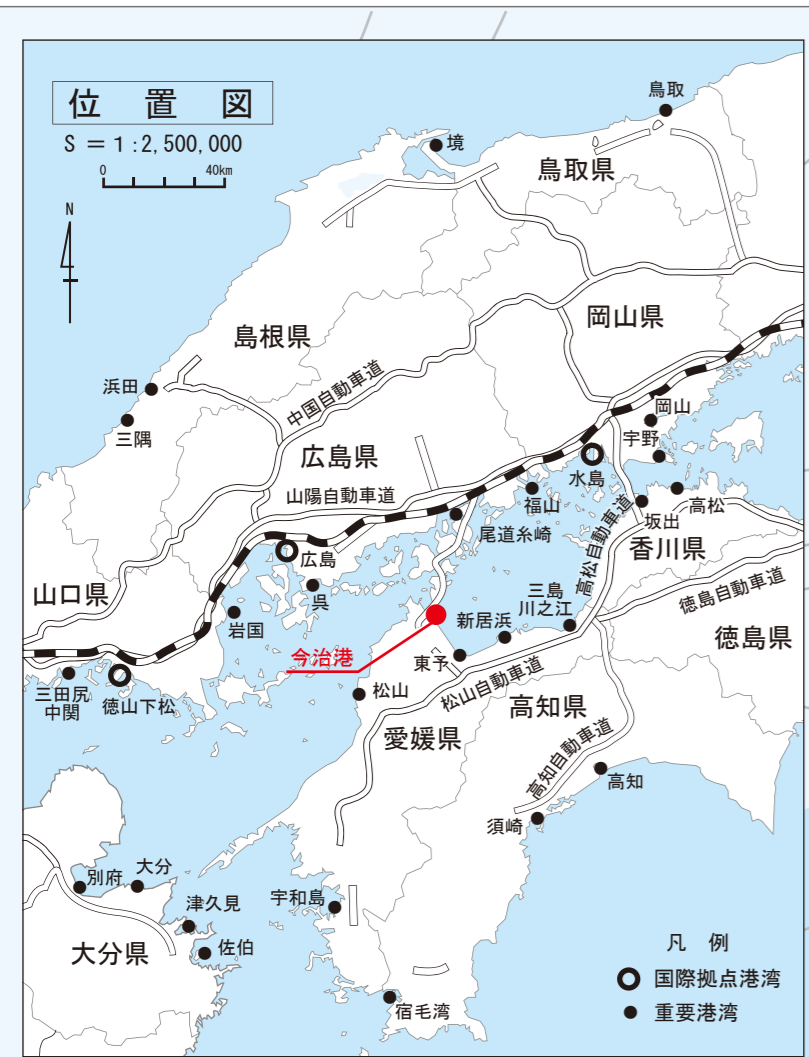 位置図
S = 1:2,500,000
0 40km
N
鳥取
境
鳥取県
岡山県
島根県
中国自動車道
浜田
三隅
広島県
山陽自動車道
岡山
宇野
水島
福山
尾道糸崎
高松
坂出
高松自動車道
香川県
広島
呉
山口県
岩国
三島
川之江
新居浜
徳島自動車道
徳島県
今治港
東予
松山自動車道
松山
三田尻
中関
徳山下松
高知県
愛媛県
高知自動車道
高知
須崎
別府
大分
津久見
佐伯
大分県
宇和島
宿毛湾
凡例
国際拠点港湾
重要港湾